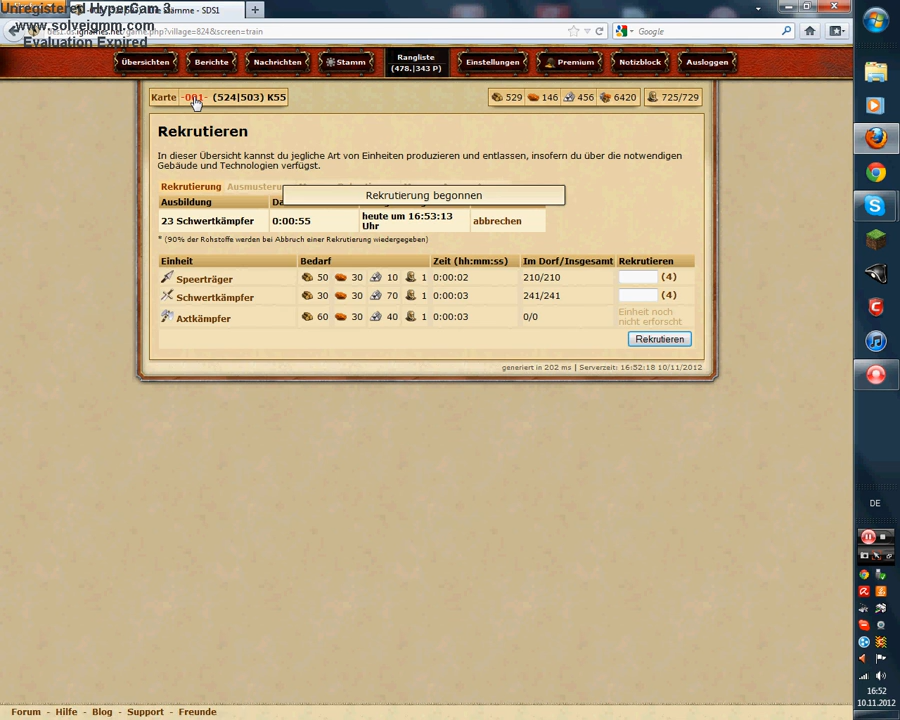 Unregistered HyperCam 3
www.solveigmm.com
Evaluation Expired
Stämme - SDS1
game.php?village=824&screen=train
Google
Übersichten
Berichte
Nachrichten
Stamm
Rangliste
(478.|343 P)
Einstellungen
Premium
Notizblock
Ausloggen
Karte -001- (524|503) K55
529 146 456 6420 725/729
Rekrutieren
In dieser Übersicht kannst du jegliche Art von Einheiten produzieren und entlassen, insofern du über die notwendigen
Gebäude und Technologien verfügst.
Rekrutierung Ausmusterung
Rekrutierung begonnen
Ausbildung
23 Schwertkämpfer 0:00:55 heute um 16:53:13 Uhr abbrechen
* (90% der Rohstoffe werden bei Abbruch einer Rekrutierung wiedergegeben)
Einheit Bedarf Zeit (hh:mm:ss) Im Dorf/Insgesamt Rekrutieren
Speerträger 50 30 10 1 0:00:02 210/210 (4)
Schwertkämpfer 30 30 70 1 0:00:03 241/241 (4)
Axtkämpfer 60 30 40 1 0:00:03 0/0 Einheit noch
nicht erforscht
Rekrutieren
generiert in 202 ms | Serverzeit: 16:52:18 10/11/2012
DE
16:52
10.11.2012
Forum - Hilfe - Blog - Support - Freunde